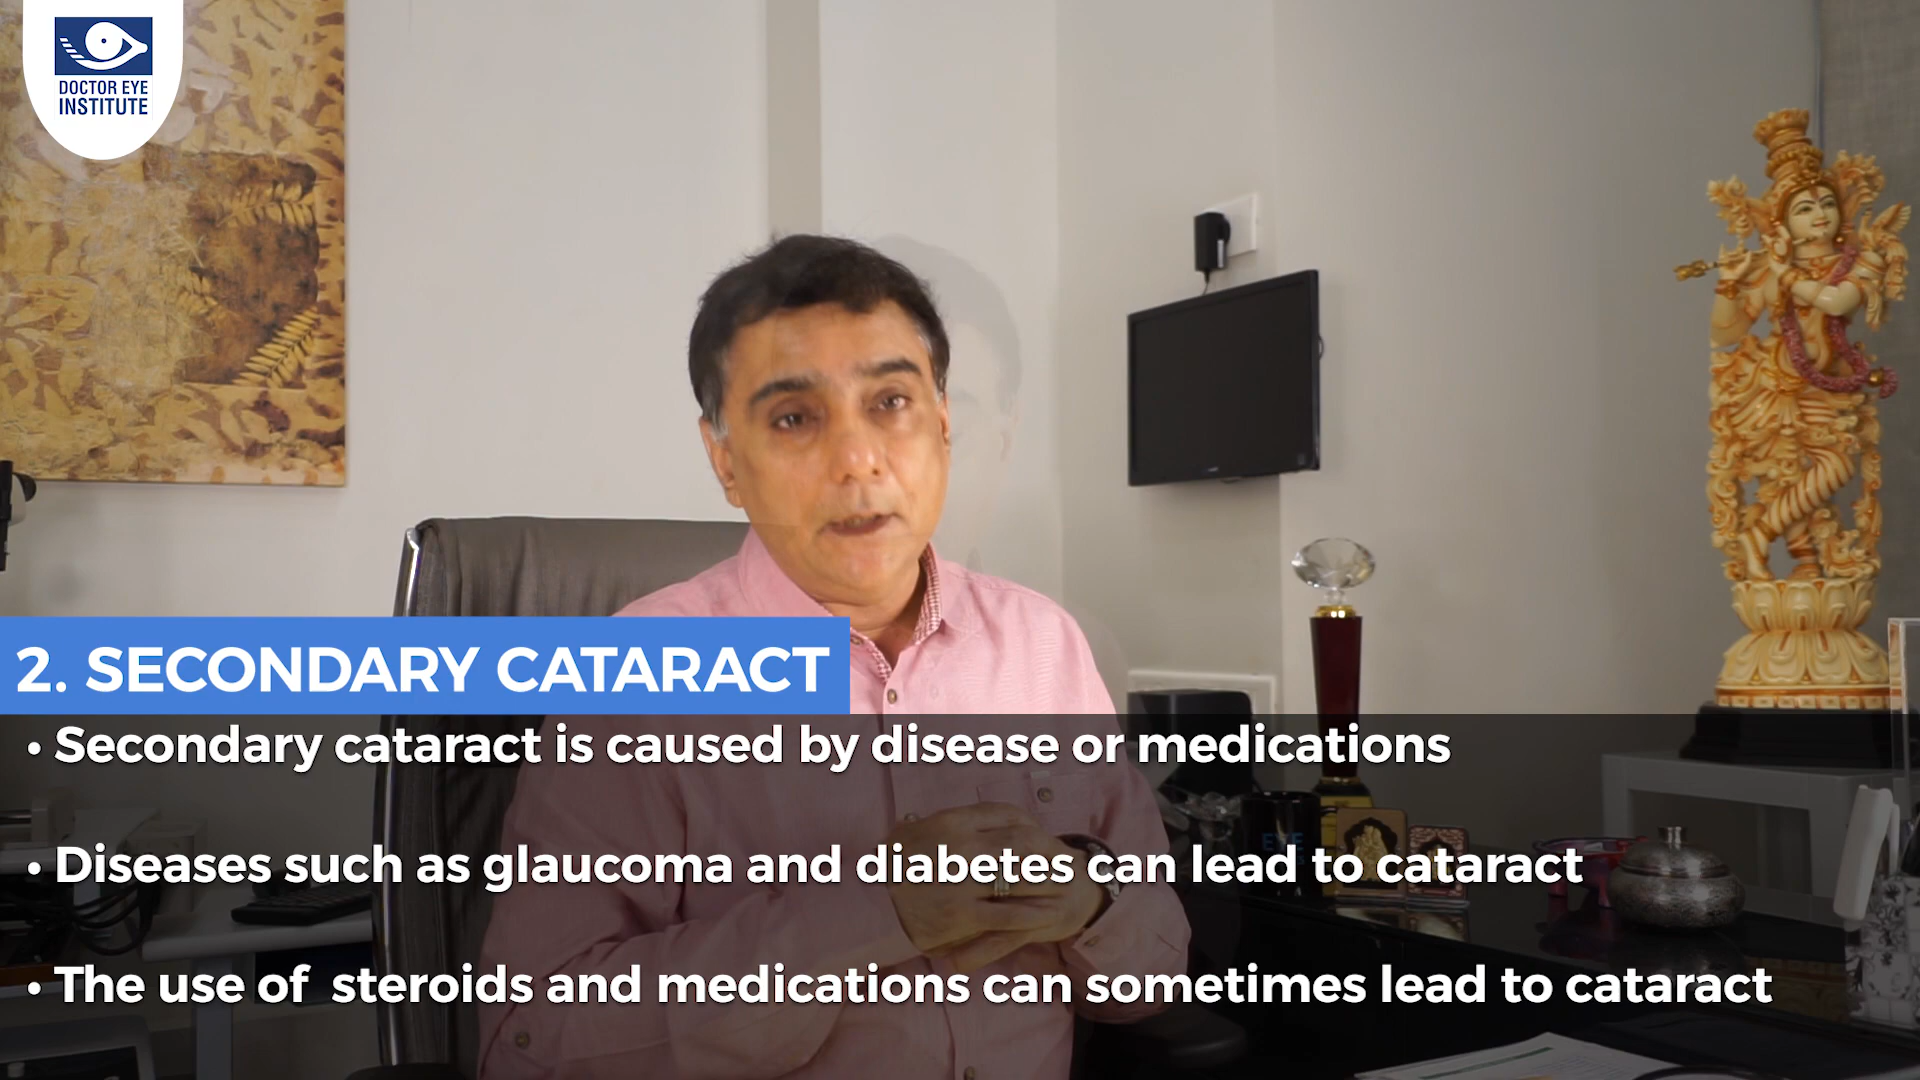 DOCTOR EYE
INSTITUTE
2. SECONDARY CATARACT
• Secondary cataract is caused by disease or medications
• Diseases such as glaucoma and diabetes can lead to cataract
• The use of  steroids and medications can sometimes lead to cataract
EYE